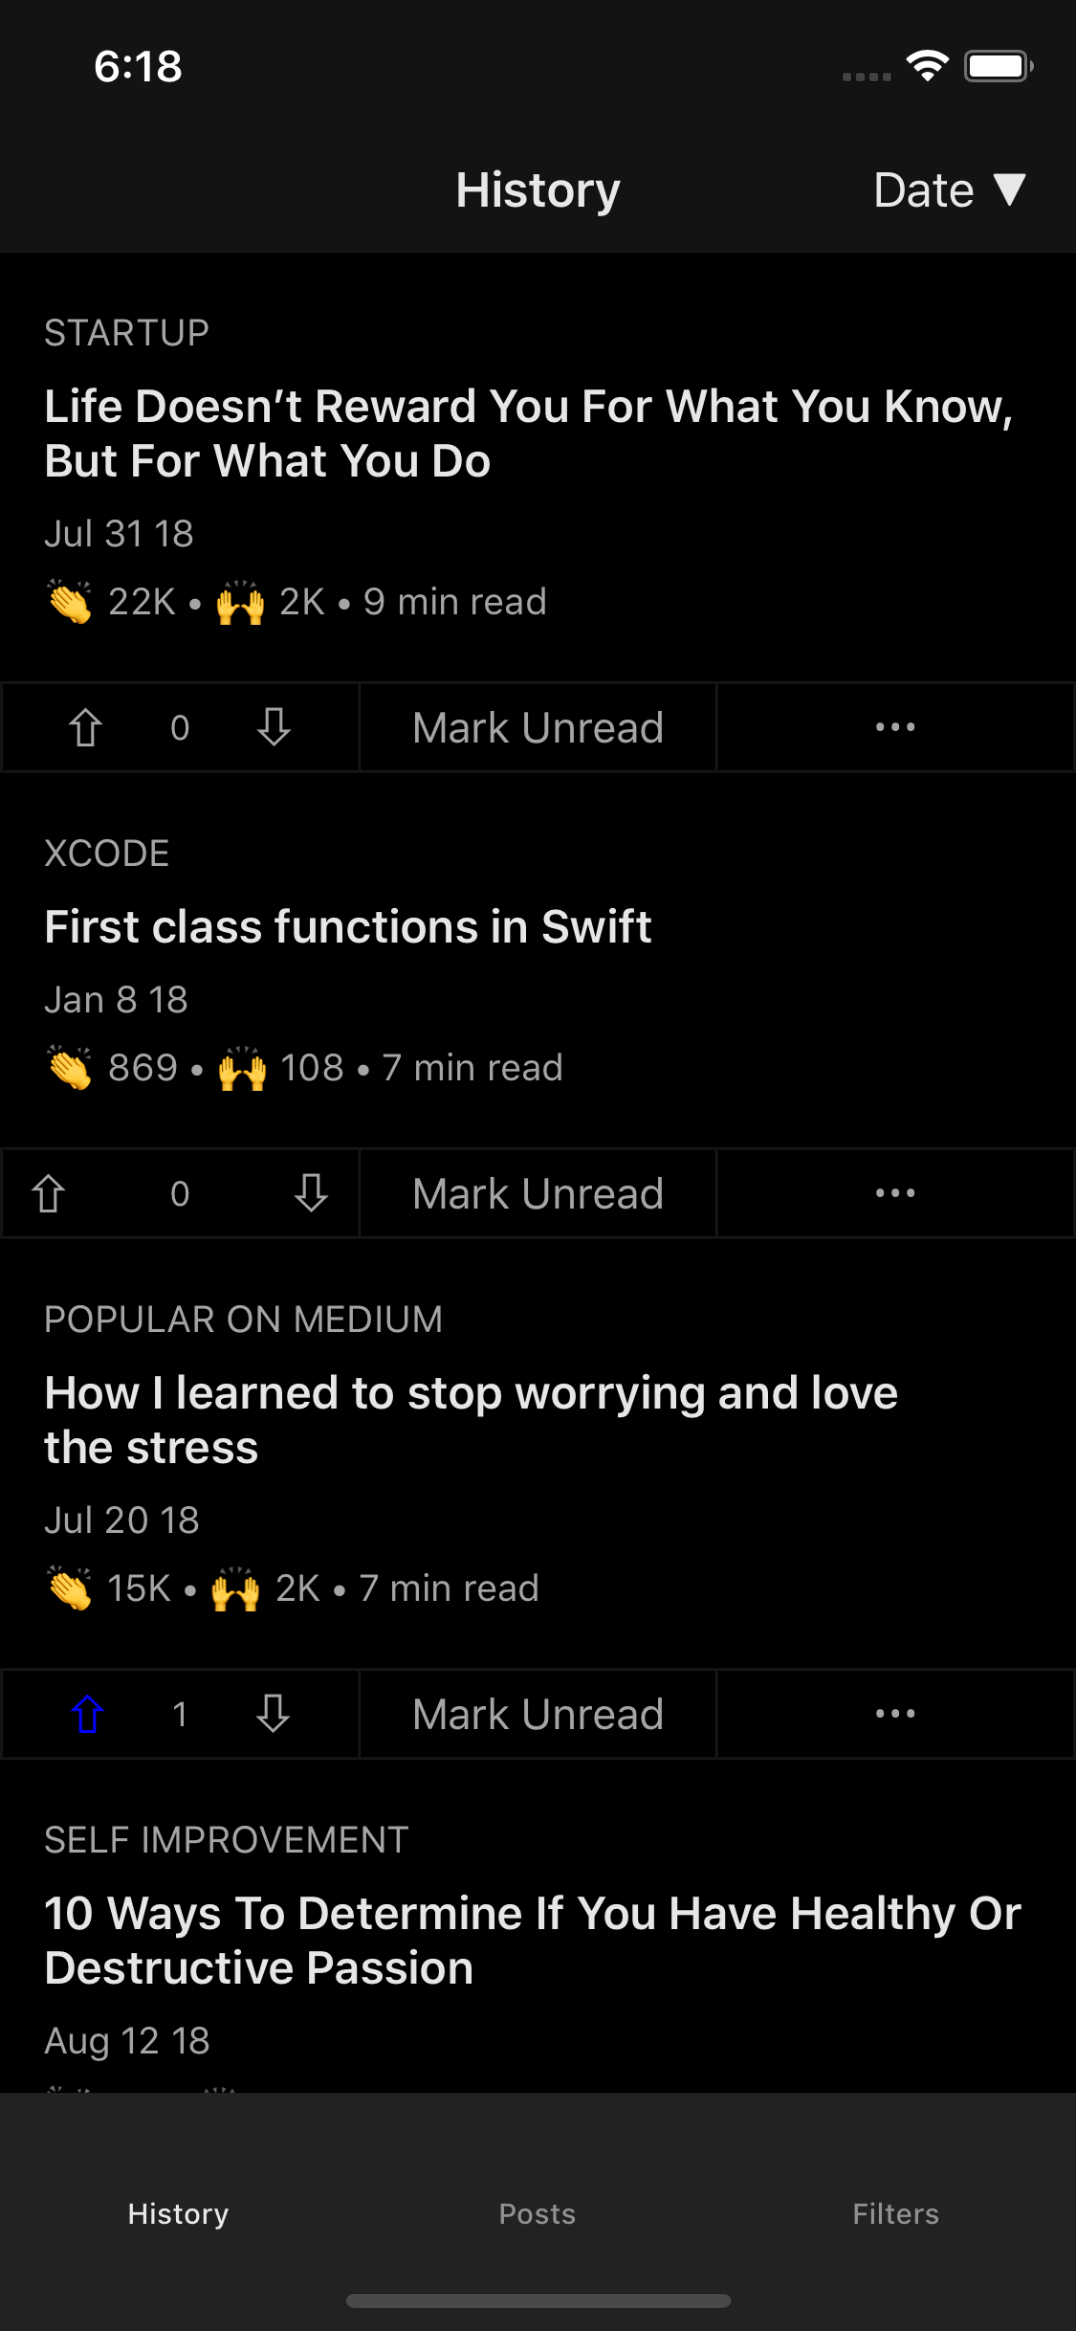 6:18
History
Date ▼
STARTUP
Life Doesn’t Reward You For What You Know,
But For What You Do
Jul 31 18
👏 22K • 🙌 2K • 9 min read
⇧ 0 ⇩ Mark Unread •••
XCODE
First class functions in Swift
Jan 8 18
👏 869 • 🙌 108 • 7 min read
⇧ 0 ⇩ Mark Unread •••
POPULAR ON MEDIUM
How I learned to stop worrying and love
the stress
Jul 20 18
👏 15K • 🙌 2K • 7 min read
⇧ 1 ⇩ Mark Unread •••
SELF IMPROVEMENT
10 Ways To Determine If You Have Healthy Or
Destructive Passion
Aug 12 18
History Posts Filters